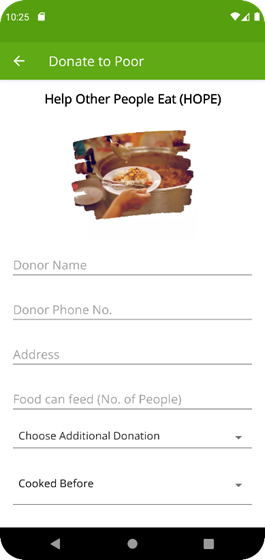 10:25
Donate to Poor
Help Other People Eat (HOPE)
Donor Name
Donor Phone No.
Address
Food can feed (No. of People)
Choose Additional Donation
Cooked Before